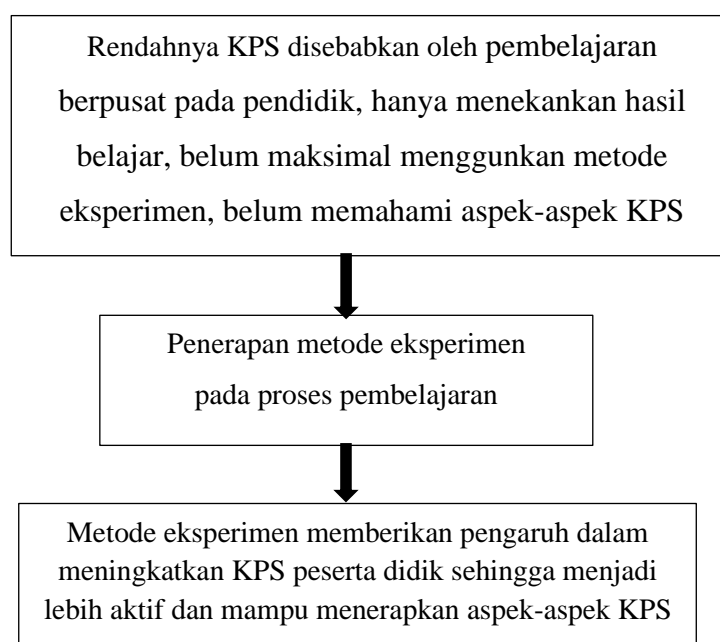 Rendahnya KPS disebabkan oleh pembelajaran
berpusat pada pendidik, hanya menekankan hasil
belajar, belum maksimal menggunkan metode
eksperimen, belum memahami aspek-aspek KPS
Penerapan metode eksperimen
pada proses pembelajaran
Metode eksperimen memberikan pengaruh dalam
meningkatkan KPS peserta didik sehingga menjadi
lebih aktif dan mampu menerapkan aspek-aspek KPS